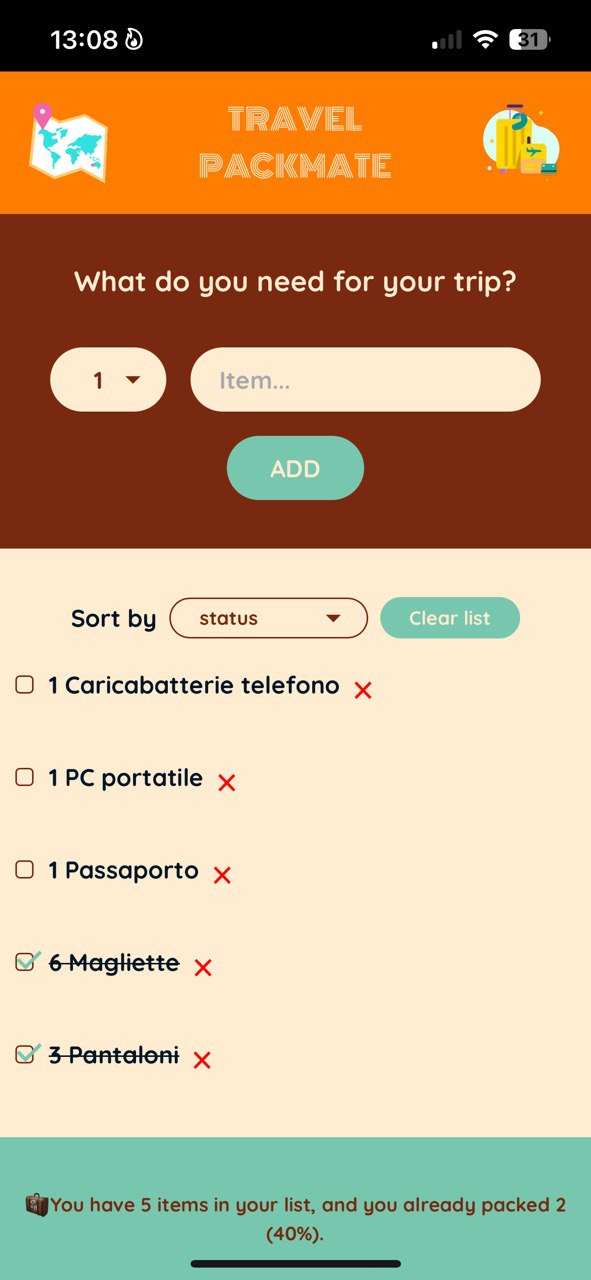 13:08
31
TRAVEL
PACKMATE
What do you need for your trip?
1
Item...
ADD
Sort by
status
Clear list
1 Caricabatterie telefono
1 PC portatile
1 Passaporto
6 Magliette
3 Pantaloni
You have 5 items in your list, and you already packed 2
(40%).